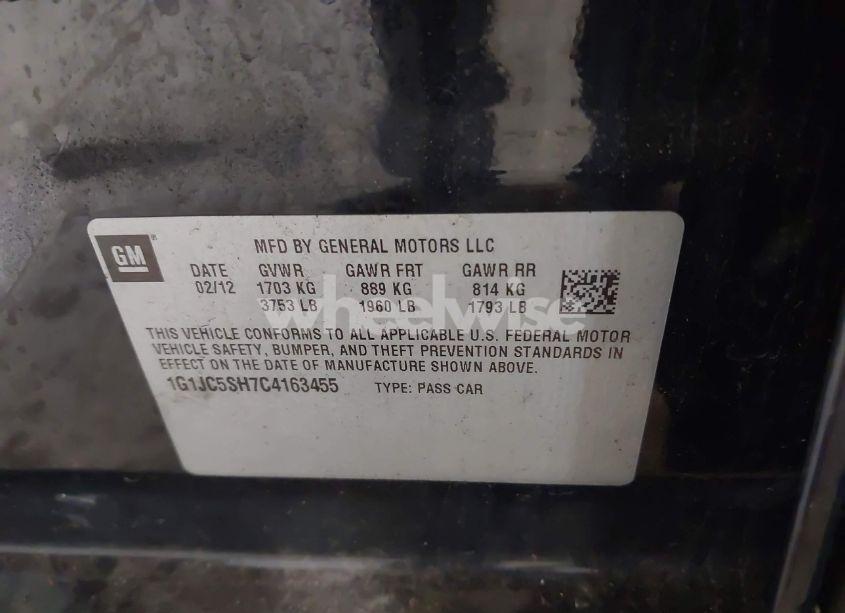 GM
MFD BY GENERAL MOTORS LLC
DATE GVWR GAWR FRT GAWR RR
02/12 1703 KG 889 KG 814 KG
3753 LB 1960 LB 1793 LB
wheelwise
THIS VEHICLE CONFORMS TO ALL APPLICABLE U.S. FEDERAL MOTOR
VEHICLE SAFETY, BUMPER, AND THEFT PREVENTION STANDARDS IN
EFFECT ON THE DATE OF MANUFACTURE SHOWN ABOVE.
1G1JC5SH7C4163455 TYPE: PASS CAR